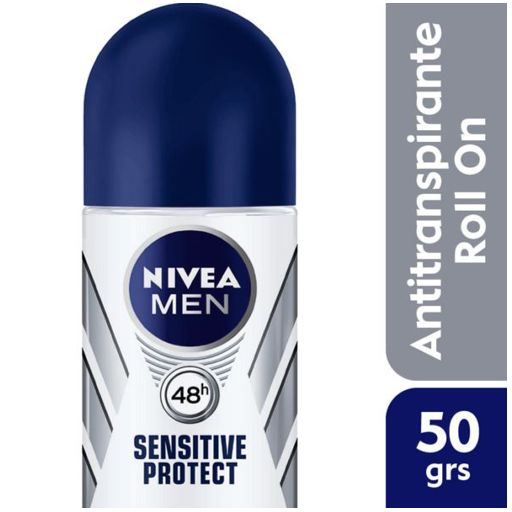 NIVEA
MEN
48h
SENSITIVE
PROTECT
Antitranspirante
Roll On
50
grs